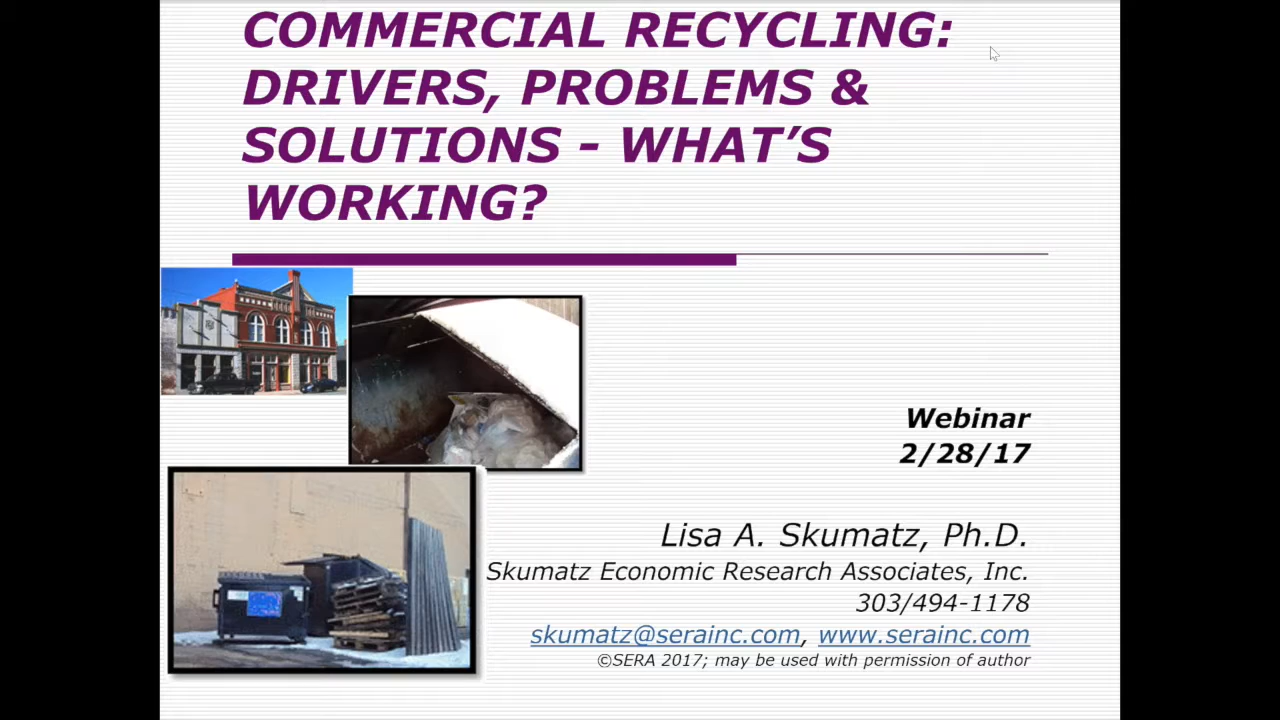 COMMERCIAL RECYCLING:
DRIVERS, PROBLEMS &
SOLUTIONS - WHAT'S
WORKING?
Webinar
2/28/17
Lisa A. Skumatz, Ph.D.
Skumatz Economic Research Associates, Inc.
303/494-1178
skumatz@serainc.com, www.serainc.com
©SERA 2017; may be used with permission of author